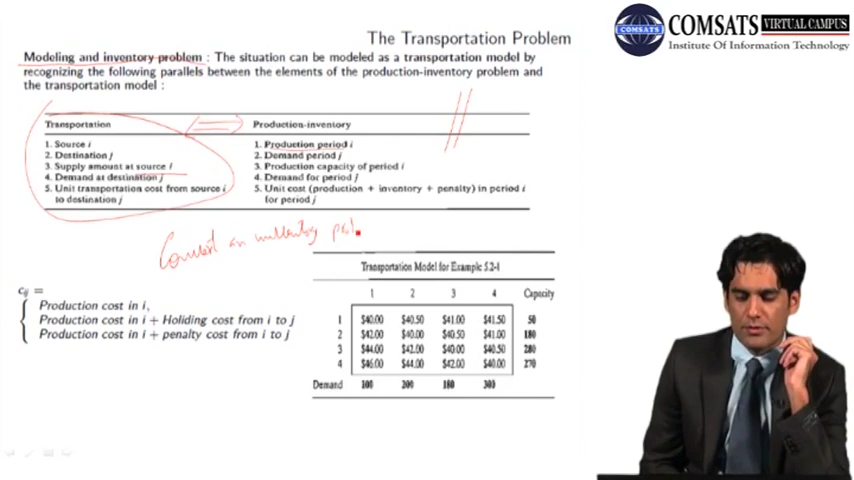 The Transportation Problem
COMSATS VIRTUAL CAMPUS
Institute Of Information Technology
Modeling and inventory problem : The situation can be modeled as a transportation model by
recognizing the following parallels between the elements of the production-inventory problem and
the transportation model :
Transportation Production-inventory
1. Source i 1. Production period i
2. Destination j 2. Demand period j
3. Supply amount at source i 3. Production capacity of period i
4. Demand at destination j 4. Demand for period j
5. Unit transportation cost from source i 5. Unit cost (production + inventory + penalty) in period i
to destination j for period j
an prob
Transportation Model for Example 5.2-1
1 2 3 4 Capacity
1 $40.00 $40.50 $41.00 $41.50 50
2 $42.00 $40.00 $40.50 $41.00 180
3 $44.00 $42.00 $40.00 $40.50 280
4 $46.00 $44.00 $42.00 $40.00 270
Demand 100 200 180 300
cij =
Production cost in i,
Production cost in i + Holiding cost from i to j
Production cost in i + penalty cost from i to j